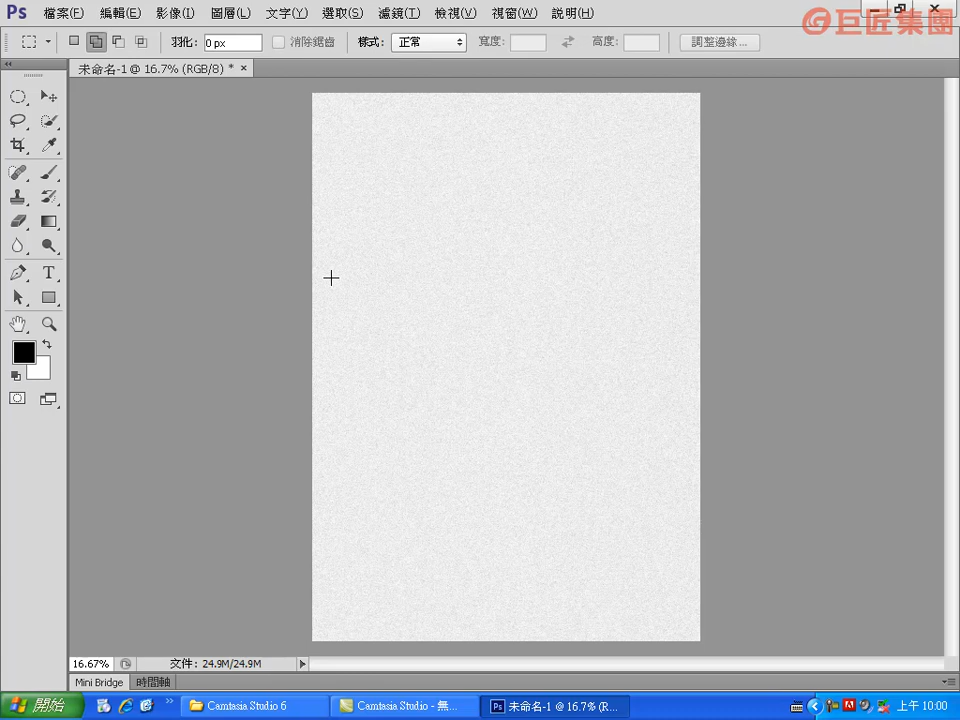 Ps 檔案(F) 編輯(E) 影像(I) 圖層(L) 文字(Y) 選取(S) 濾鏡(T) 檢視(V) 視窗(W) 說明(H)
巨匠集團
羽化: 0 px 消除鋸齒 樣式: 正常 寬度: 高度: 調整邊緣...
未命名-1 @ 16.7% (RGB/8) * ×
T
16.67% 文件: 24.9M/24.9M
Mini Bridge 時間軸
開始 Camtasia Studio 6 Camtasia Studio - 無... Ps 未命名-1 @ 16.7% (R... 上午 10:00